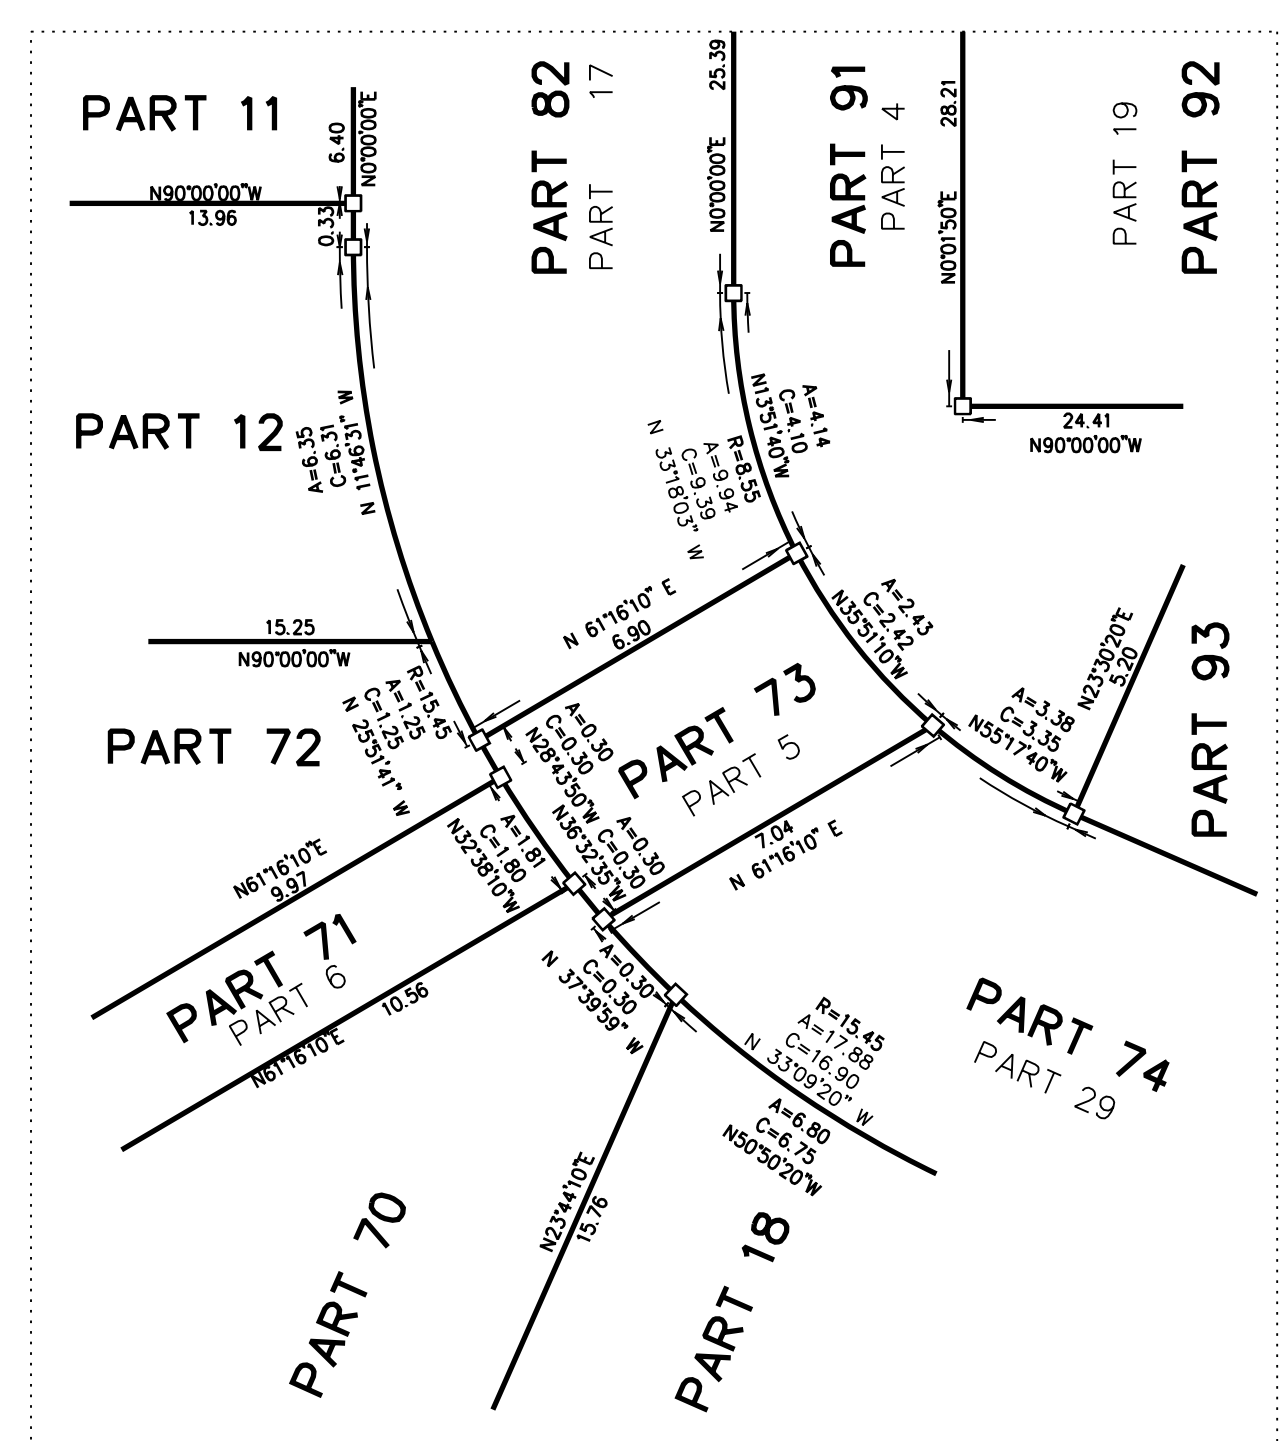 PART 11
6.40
N0°00'00"E
N90°00'00"W
13.96
0.33
PART 82
PART 17
25.39
N0°00'00"E
PART 91
PART 4
28.21
N0°01'50"E
PART 19
PART 92
24.41
N90°00'00"W
PART 12
A=6.35
C=6.31
N 11°46'31" W
A=4.14
C=4.10
N13°51'40"W
R=8.55
A=9.94
C=9.39
N 33°18'03" W
15.25
N90°00'00"W
N 61°16'10" E
6.90
A=2.43
C=2.42
N35°51'10"W
N23°30'20"E
5.20
PART 93
A=3.38
C=3.35
N55°17'40"W
PART 72
R=15.45
A=1.25
C=1.25
N 25°51'41" W
A=0.30
C=0.30
N28°43'50"W
PART 73
PART 5
A=0.30
C=0.30
N36°32'35"W
7.04
N 61°16'10" E
A=1.81
C=1.80
N32°38'10"W
N61°16'10"E
9.97
PART 71
PART 6
10.56
N61°16'10"E
A=0.30
C=0.30
N 37°39'59" W
R=15.45
A=17.88
C=16.90
N 33°09'20" W
A=6.80
C=6.75
N50°50'20"W
PART 74
PART 29
N23°44'10"E
15.76
PART 70
PART 18